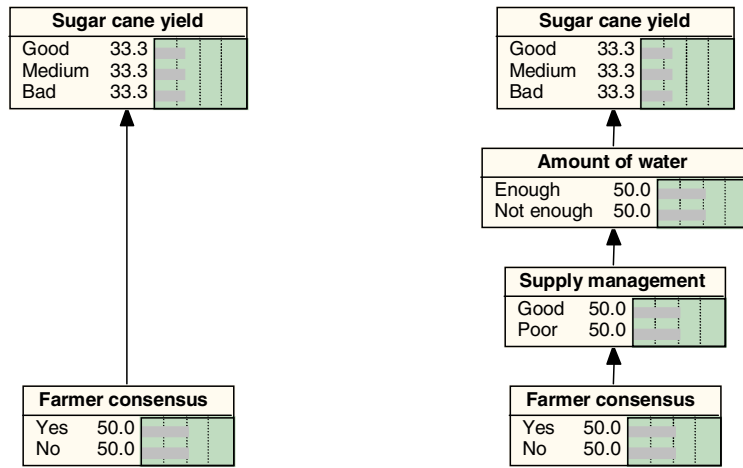 Sugar cane yield
Good 33.3
Medium 33.3
Bad 33.3
Farmer consensus
Yes 50.0
No 50.0
Sugar cane yield
Good 33.3
Medium 33.3
Bad 33.3
Amount of water
Enough 50.0
Not enough 50.0
Supply management
Good 50.0
Poor 50.0
Farmer consensus
Yes 50.0
No 50.0